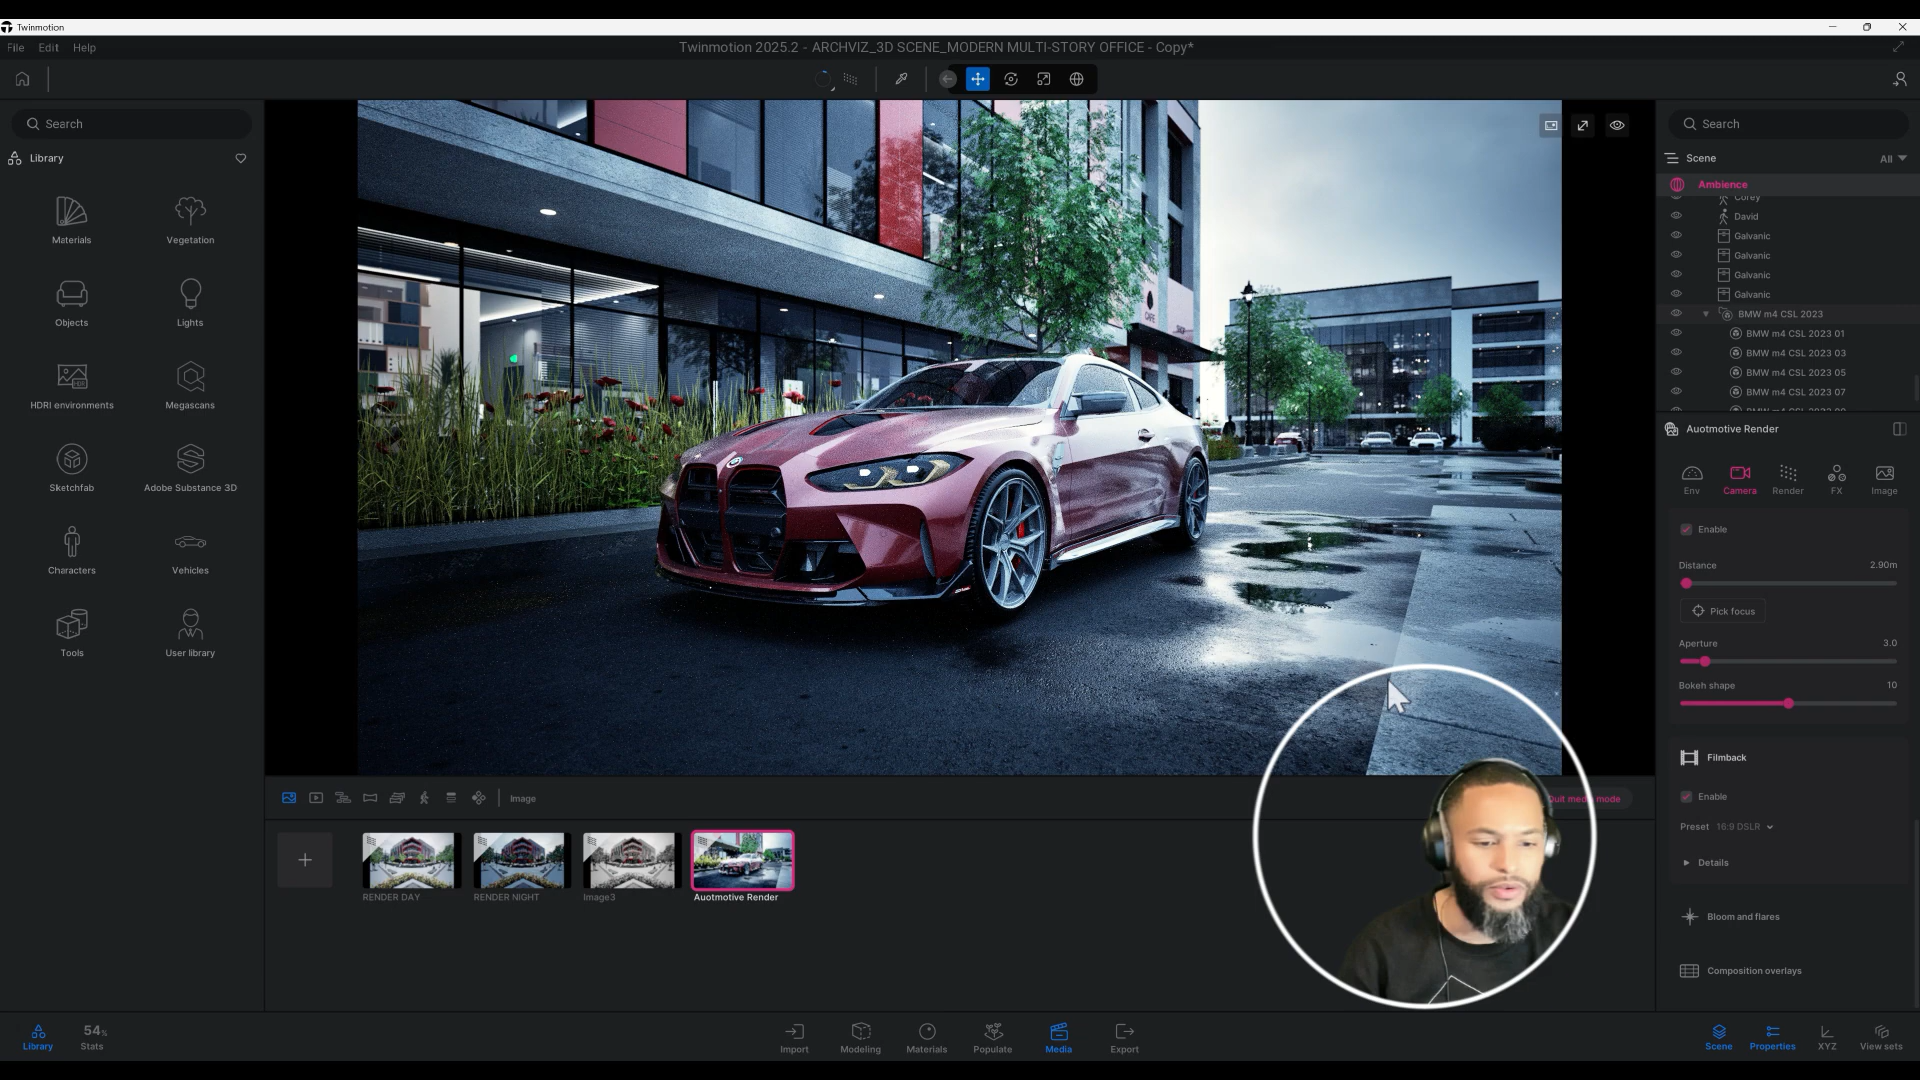 Twinmotion
File Edit Help
Twinmotion 2025.2 - ARCHVIZ_3D SCENE_MODERN MULTI-STORY OFFICE - Copy*
Search
Library
Materials
Vegetation
Objects
Lights
HDRI environments
Megascans
Sketchfab
Adobe Substance 3D
Characters
Vehicles
Tools
User library
CAFE
Search
Scene All
Ambience
Corey
David
Galvanic
Galvanic
Galvanic
Galvanic
BMW m4 CSL 2023
BMW m4 CSL 2023 01
BMW m4 CSL 2023 03
BMW m4 CSL 2023 05
BMW m4 CSL 2023 07
Auotmotive Render
Env Camera Render FX Image
Enable
Distance 2.90m
Pick focus
Aperture 3.0
Bokeh shape 10
Filmback
Enable
Preset 16:9 DSLR
Details
Bloom and flares
Composition overlays
Image
Quit media mode
RENDER DAY
RENDER NIGHT
Image3
Auotmotive Render
Library
54%
Stats
Import
Modeling
Materials
Populate
Media
Export
Scene
Properties
XYZ
View sets